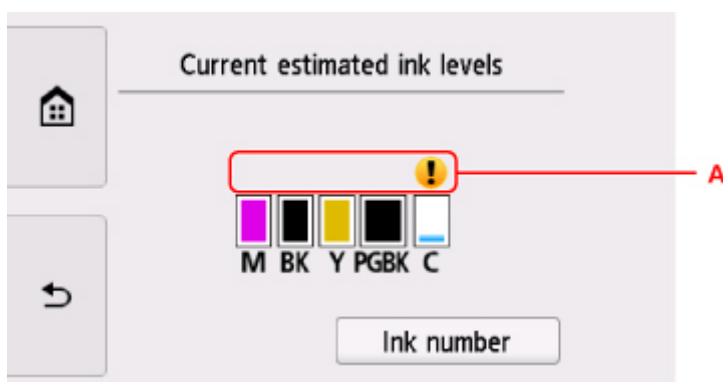 Current estimated ink levels
!
A
M BK Y PGBK C
Ink number